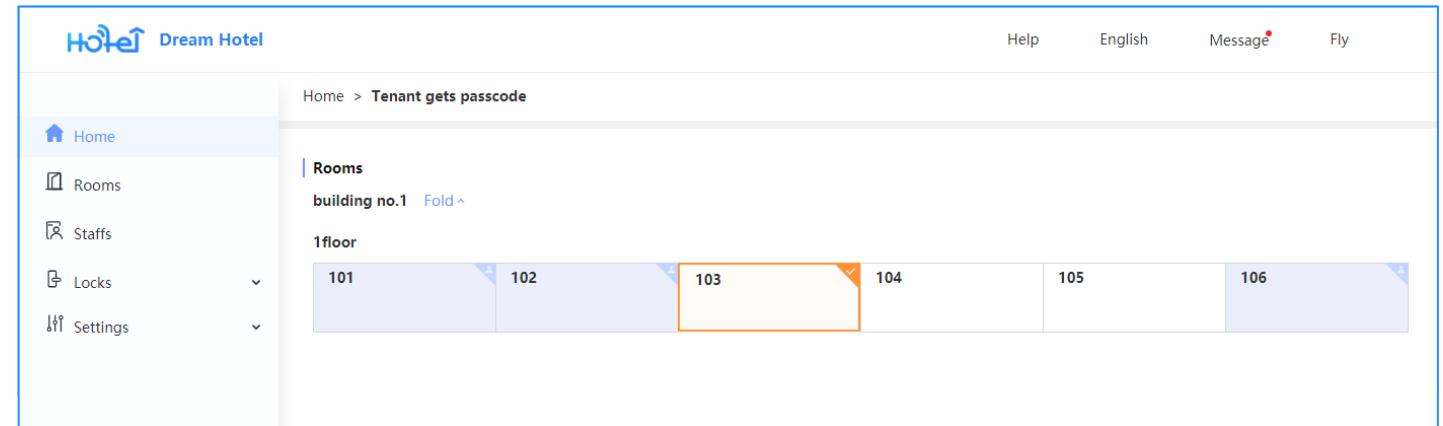 Hotel Dream Hotel Help English Message Fly
Home > Tenant gets passcode
Home
Rooms
Staffs
Locks
Settings
Rooms
building no.1 Fold
1floor
101 102 103 104 105 106